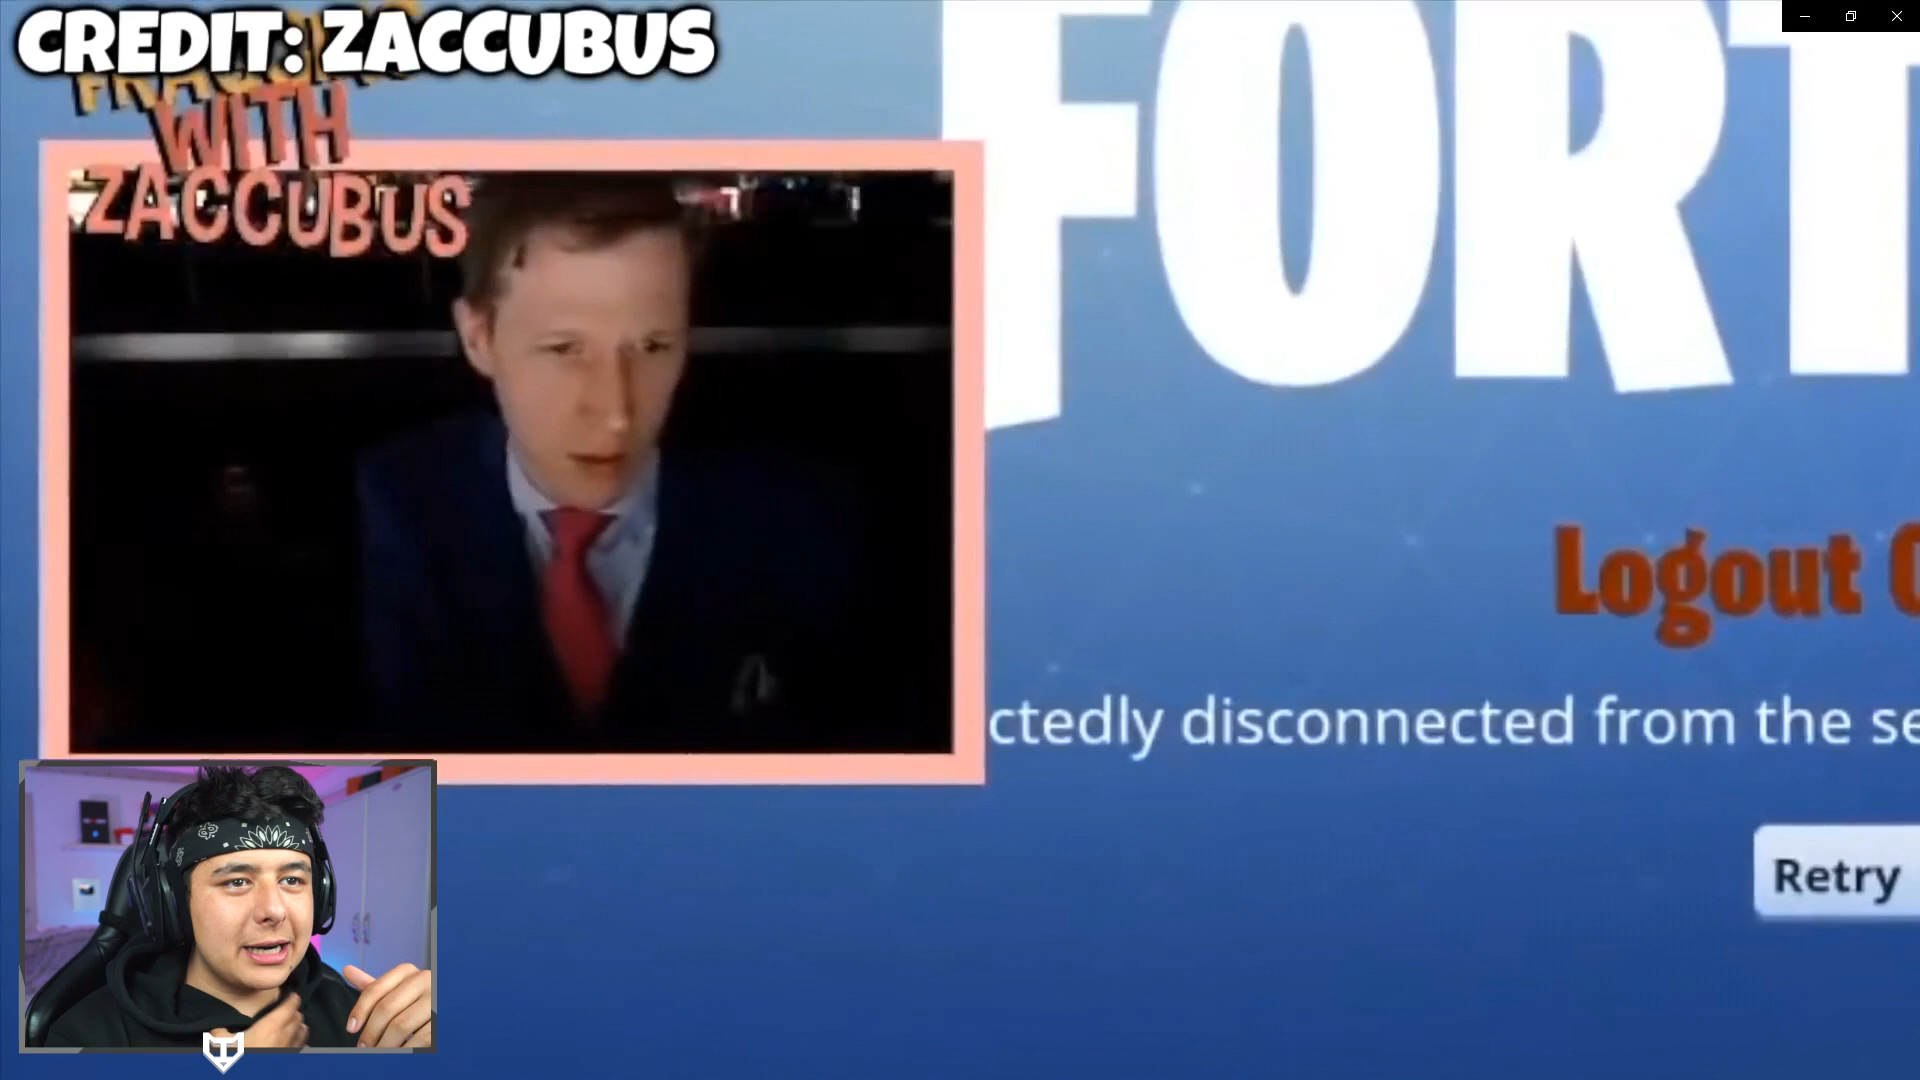 CREDIT: ZACCUBUS
WITH
ZACCUBUS
FORT
Logout
ctedly disconnected from the se
Retry